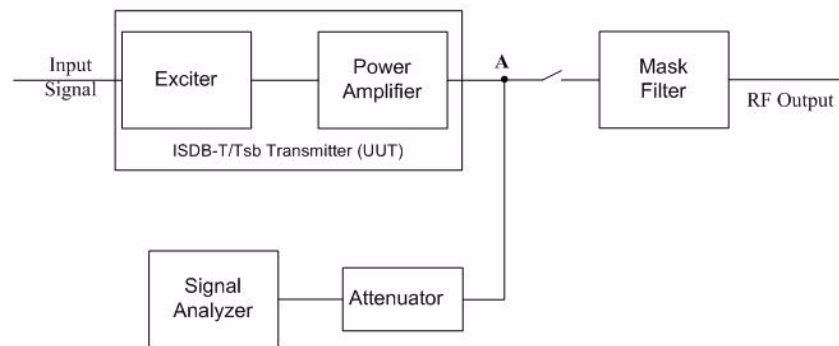 Input
Signal
Exciter
Power
Amplifier
A
Mask
Filter
RF Output
ISDB-T/Tsb Transmitter (UUT)
Signal
Analyzer
Attenuator